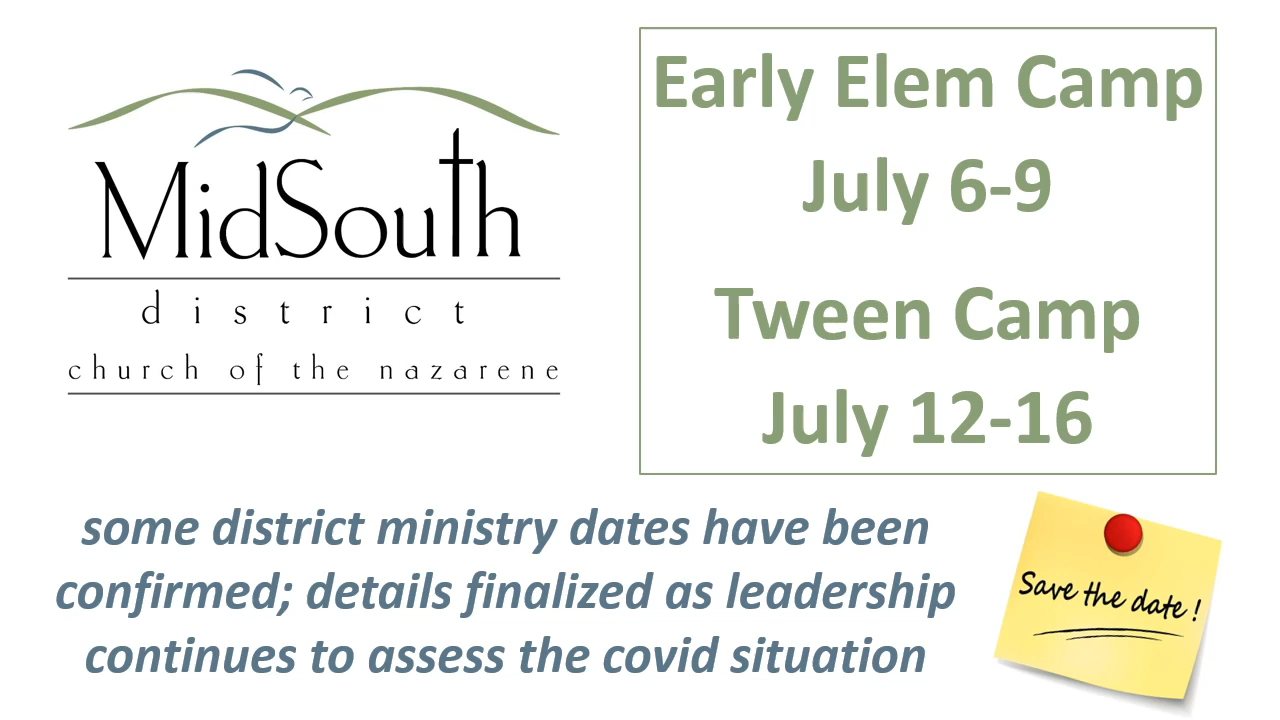 MidSouth
district
church of the nazarene
Early Elem Camp
July 6-9
Tween Camp
July 12-16
some district ministry dates have been
confirmed; details finalized as leadership
continues to assess the covid situation
Save the date!